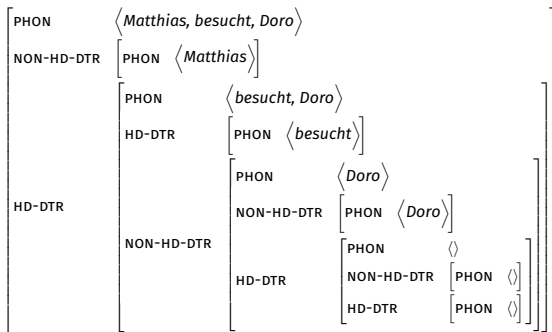 PHON ⟨Matthias, besucht, Doro⟩
NON-HD-DTR [PHON ⟨Matthias⟩]
PHON ⟨besucht, Doro⟩
HD-DTR [PHON ⟨besucht⟩]
PHON ⟨Doro⟩
NON-HD-DTR [PHON ⟨Doro⟩]
HD-DTR
NON-HD-DTR
PHON ⟨⟩
HD-DTR
NON-HD-DTR [PHON ⟨⟩]
HD-DTR [PHON ⟨⟩]